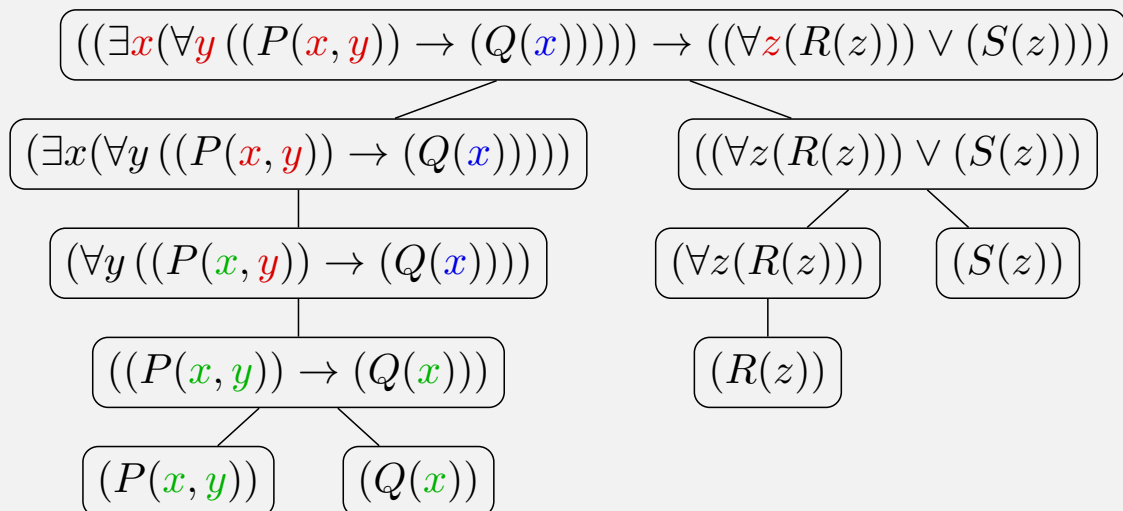 ((∃x(∀y ((P(x, y)) → (Q(x))))) → ((∀z(R(z))) ∨ (S(z))))
(∃x(∀y ((P(x, y)) → (Q(x)))))
((∀z(R(z))) ∨ (S(z)))
(∀y ((P(x, y)) → (Q(x))))
(∀z(R(z)))
(S(z))
((P(x, y)) → (Q(x)))
(R(z))
(P(x, y))
(Q(x))